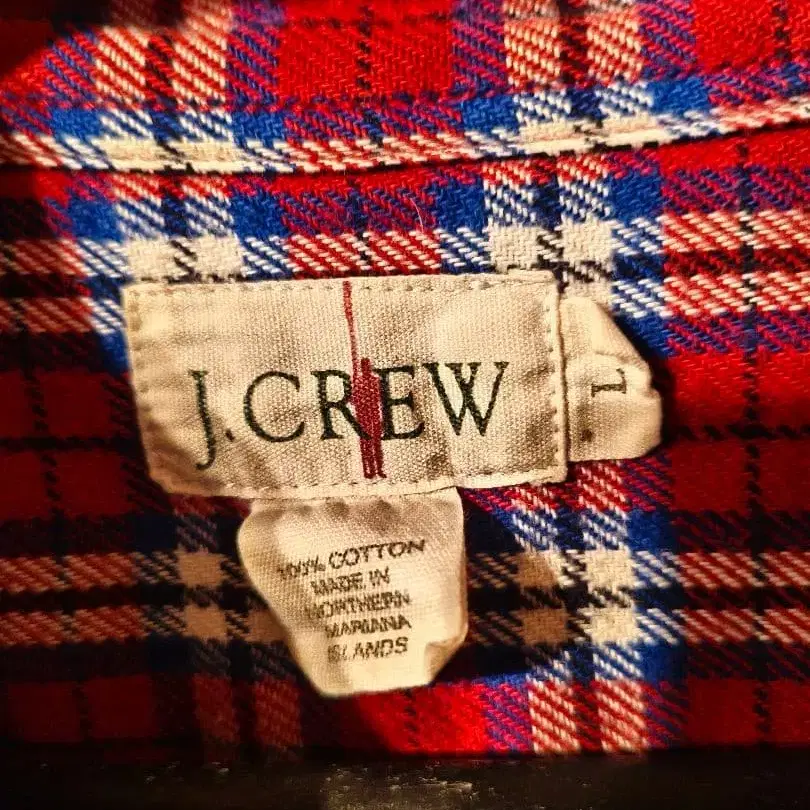 J.CREW
L
100% COTTON
MADE IN
NORTHERN
MARIANA
ISLANDS